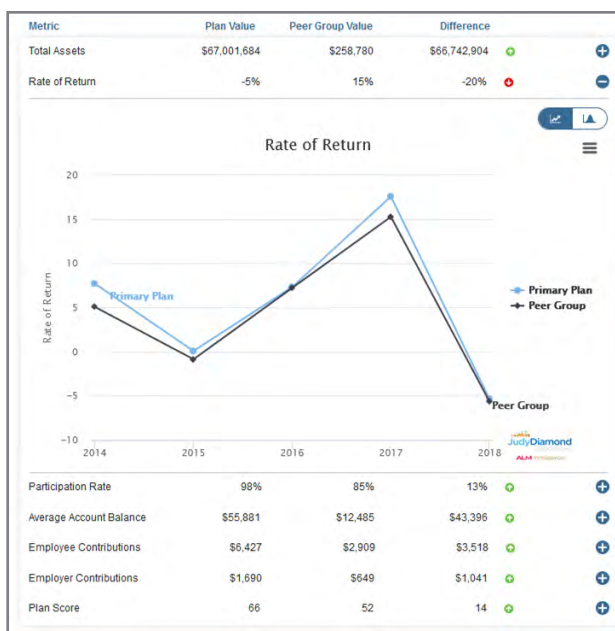 Metric Plan Value Peer Group Value Difference
Total Assets $67,001,684 $258,780 $66,742,904
Rate of Return -5% 15% -20%
Rate of Return
20
15
10
5
0
-5
-10
Rate of Return
Primary Plan
Primary Plan
Peer Group
Peer Group
2014 2015 2016 2017 2018
JudyDiamond
ALM
Participation Rate 98% 85% 13%
Average Account Balance $55,881 $12,485 $43,396
Employee Contributions $6,427 $2,909 $3,518
Employer Contributions $1,690 $649 $1,041
Plan Score 66 52 14